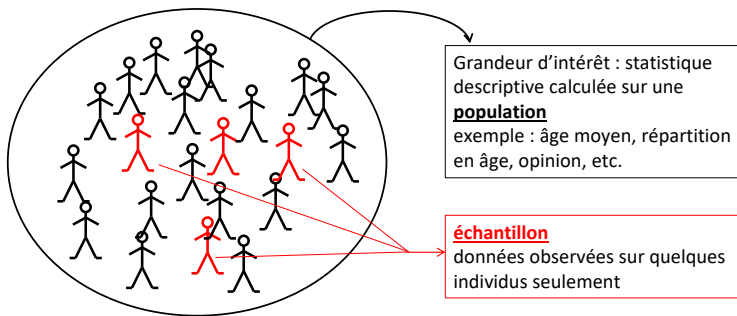 Grandeur d’intérêt : statistique
descriptive calculée sur une
population
exemple : âge moyen, répartition
en âge, opinion, etc.
échantillon
données observées sur quelques
individus seulement